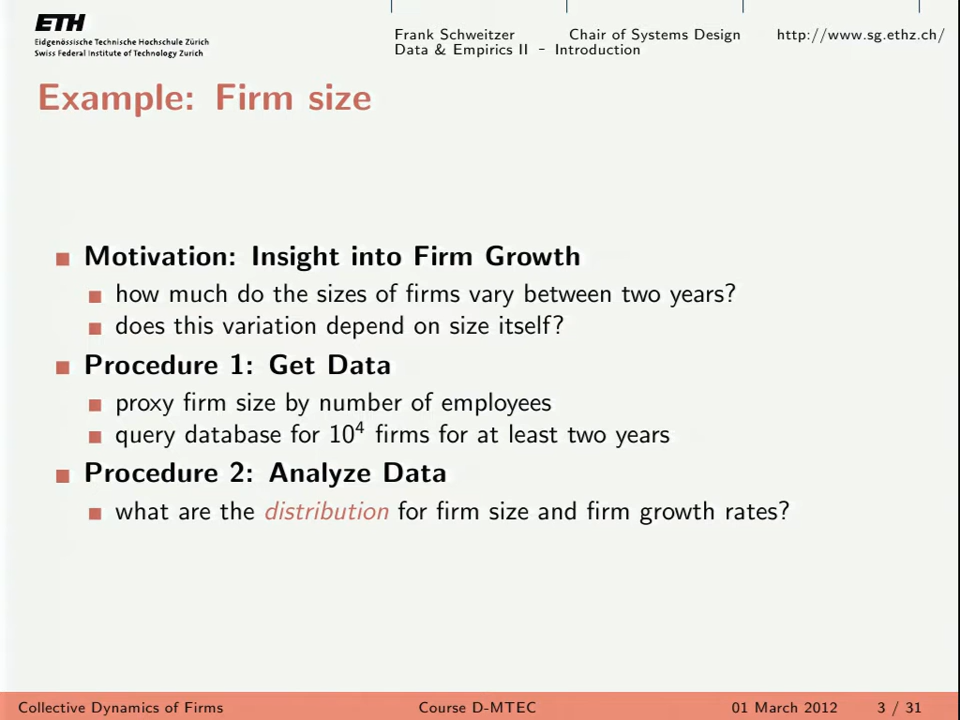 ETH
Eidgenössische Technische Hochschule Zürich
Swiss Federal Institute of Technology Zurich
Frank Schweitzer Chair of Systems Design http://www.sg.ethz.ch/
Data & Empirics II - Introduction
Example: Firm size
Motivation: Insight into Firm Growth
how much do the sizes of firms vary between two years?
does this variation depend on size itself?
Procedure 1: Get Data
proxy firm size by number of employees
query database for 10⁴ firms for at least two years
Procedure 2: Analyze Data
what are the distribution for firm size and firm growth rates?
Collective Dynamics of Firms Course D-MTEC 01 March 2012 3 / 31